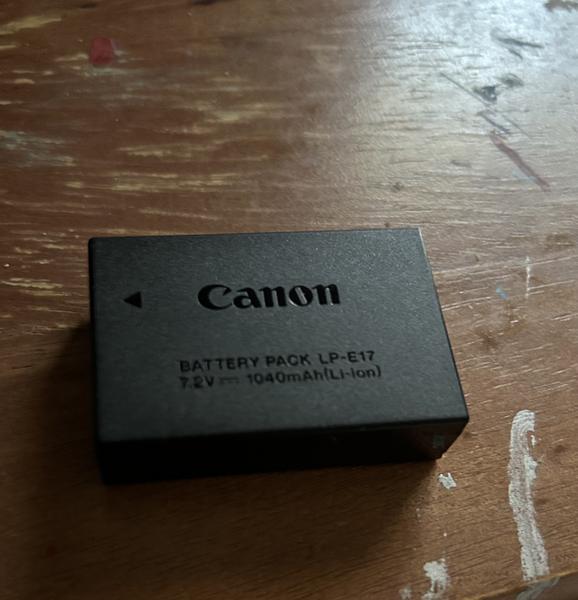 Canon
BATTERY PACK LP-E17
7.2V ⎓ 1040mAh(Li-ion)